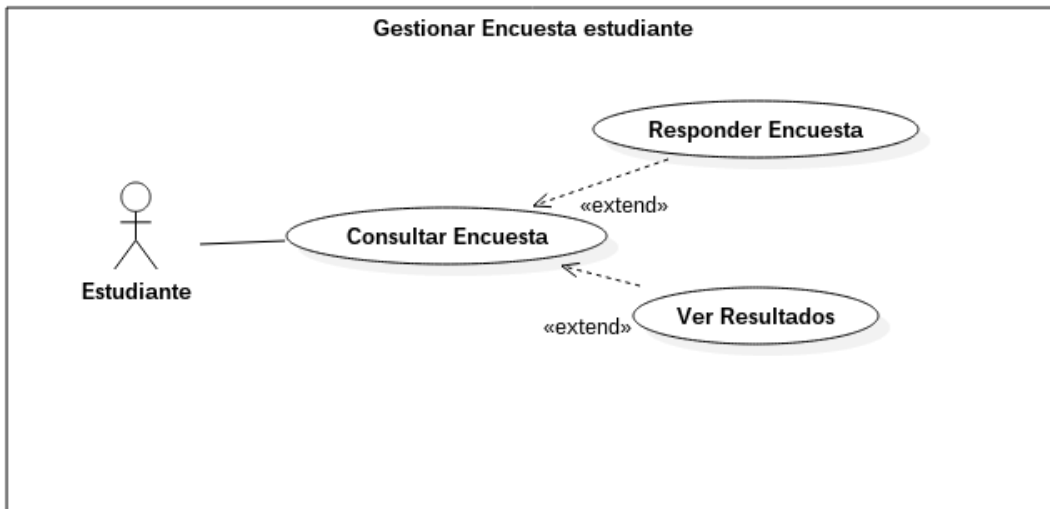 Gestionar Encuesta estudiante
Responder Encuesta
«extend»
Consultar Encuesta
Estudiante
Ver Resultados
«extend»